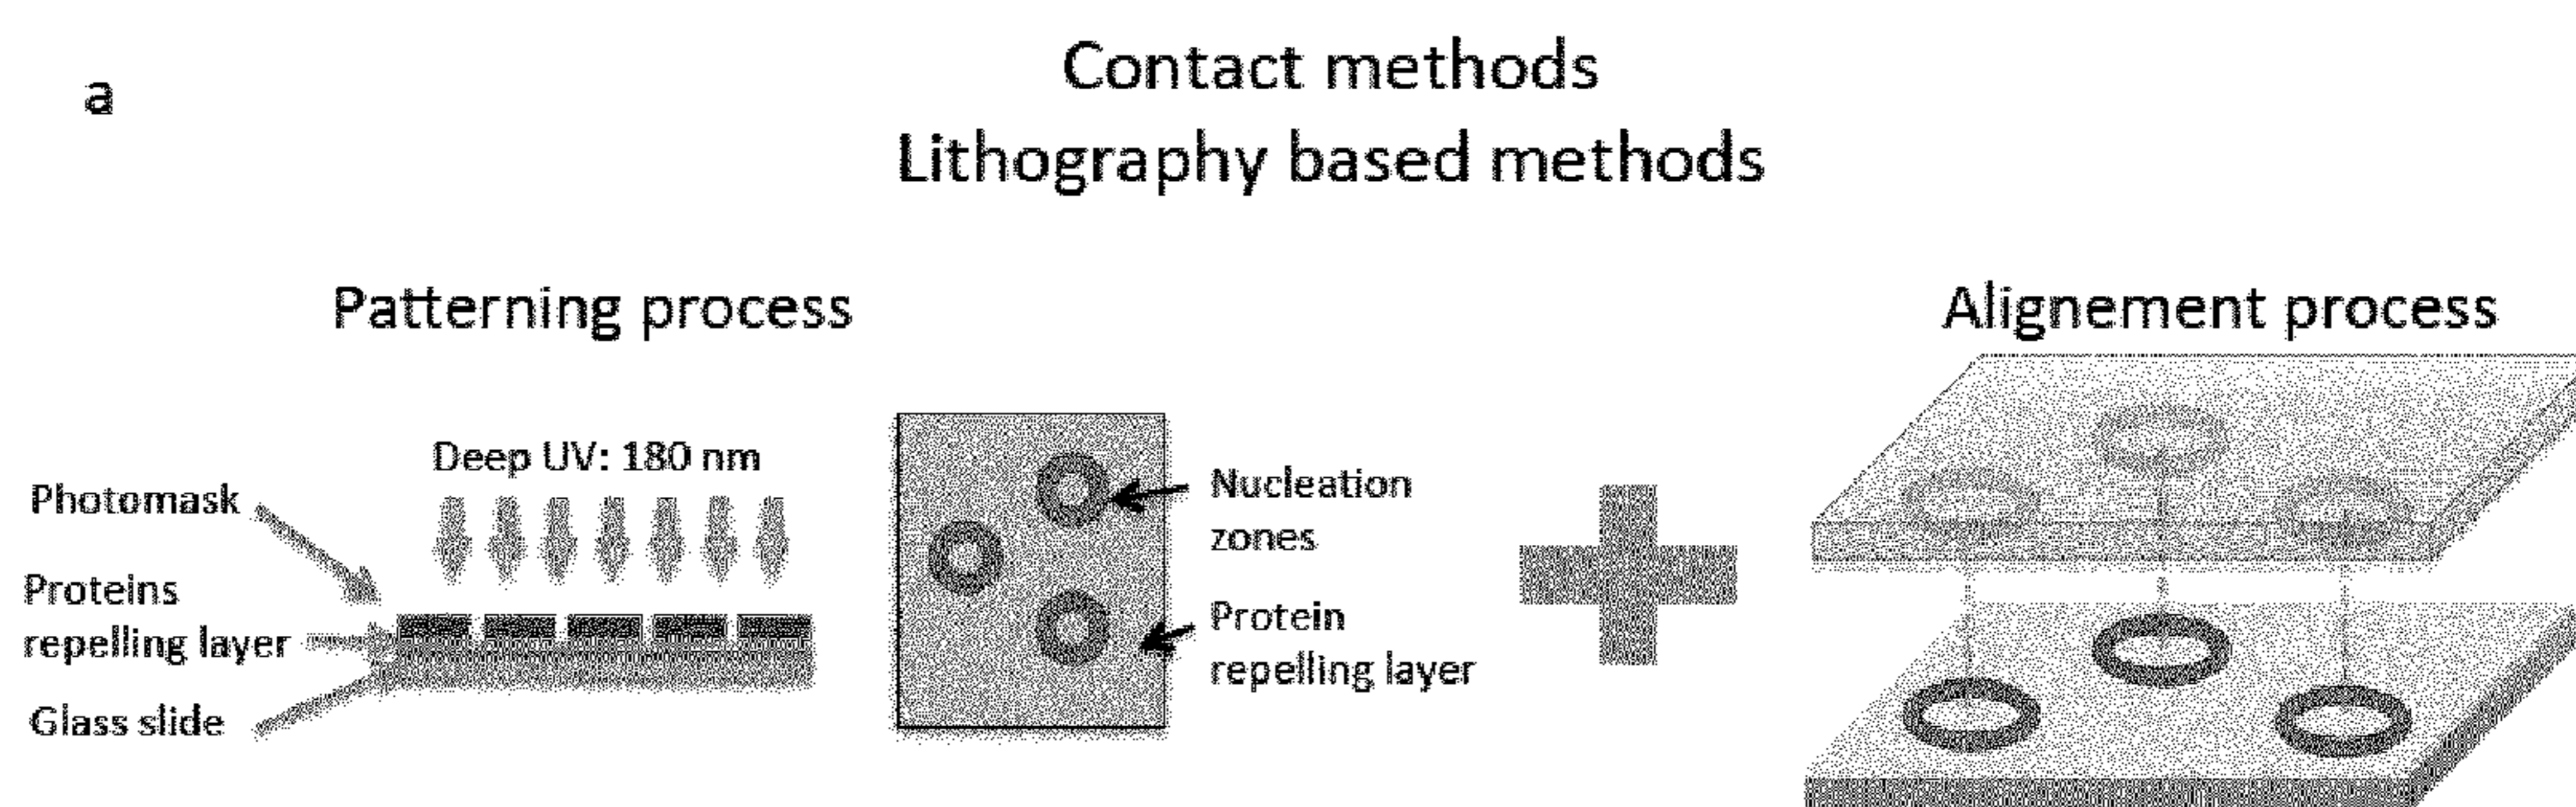 a
Contact methods
Lithography based methods
Patterning process
Alignement process
Deep UV: 180 nm
Photomask
Proteins
repelling layer
Glass slide
Nucleation
zones
Protein
repelling layer